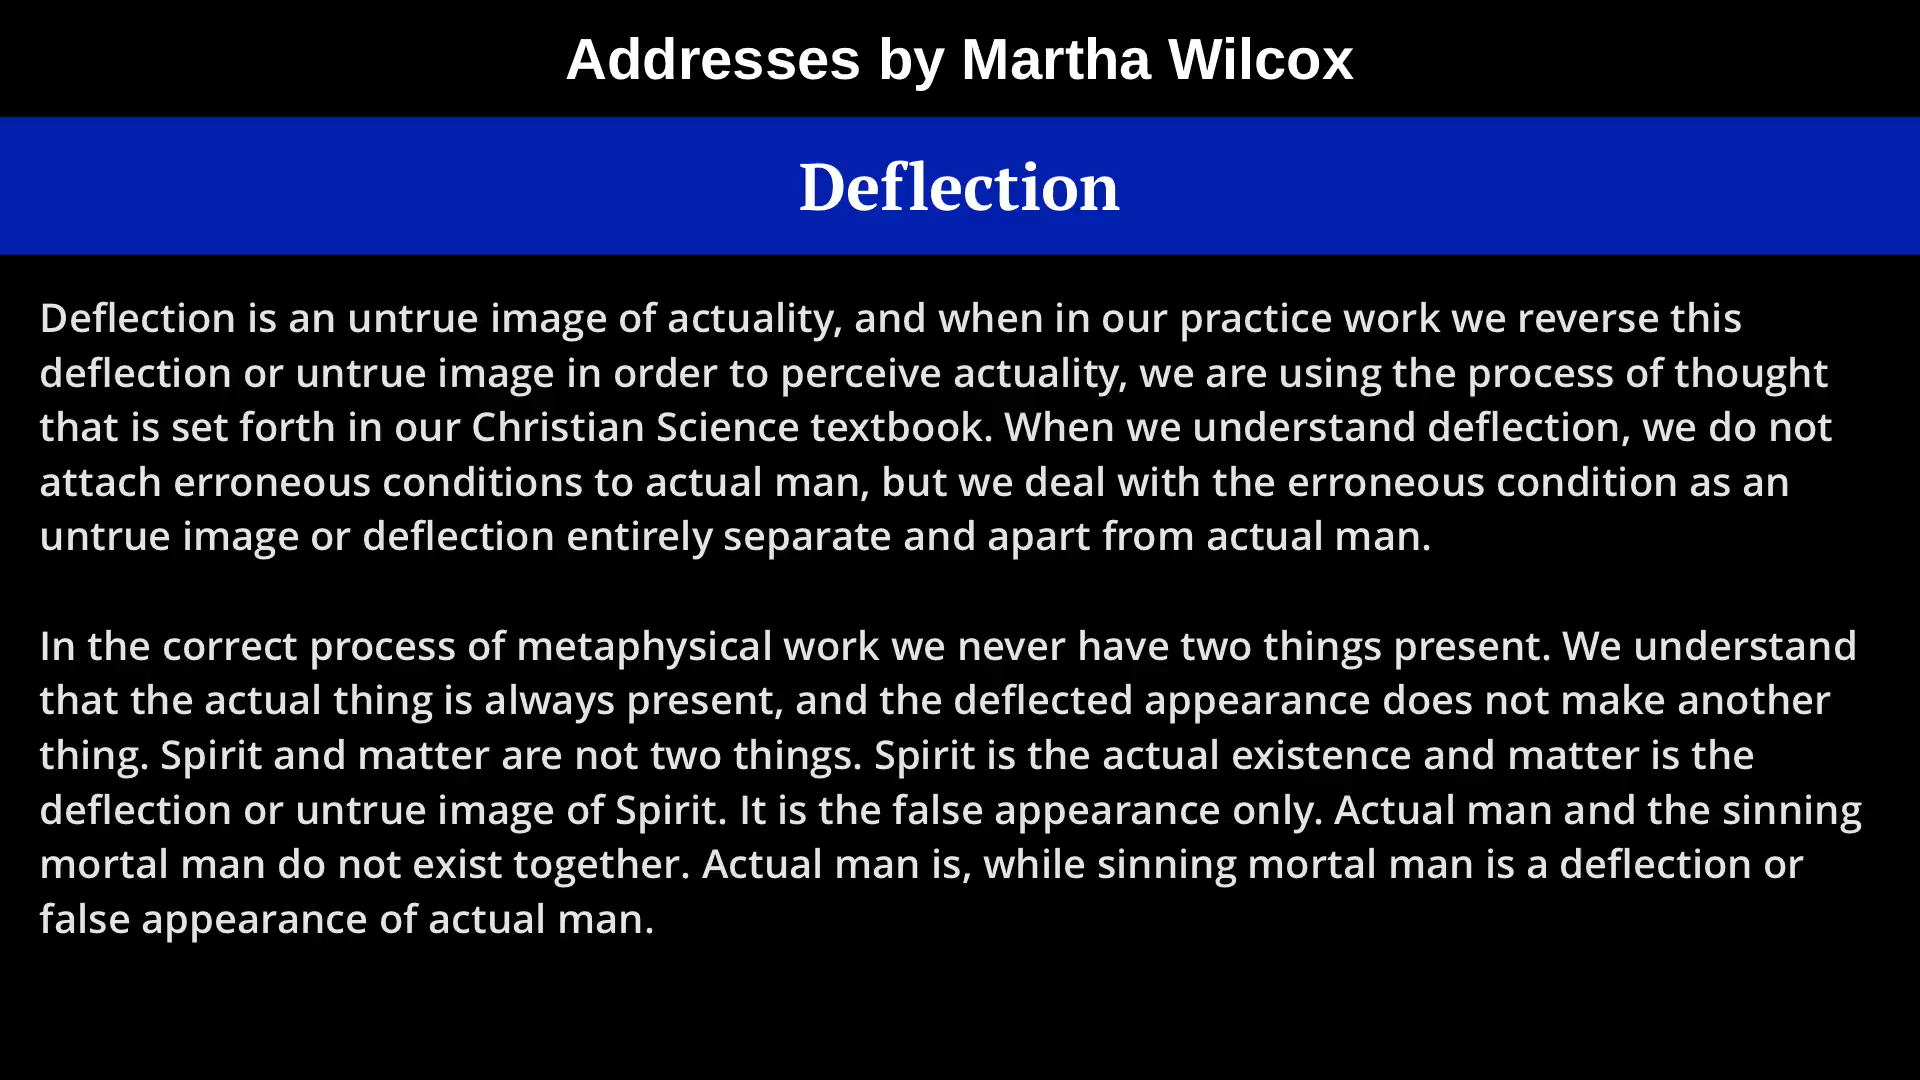 Addresses by Martha Wilcox
Deflection
Deflection is an untrue image of actuality, and when in our practice work we reverse this
deflection or untrue image in order to perceive actuality, we are using the process of thought
that is set forth in our Christian Science textbook. When we understand deflection, we do not
attach erroneous conditions to actual man, but we deal with the erroneous condition as an
untrue image or deflection entirely separate and apart from actual man.
In the correct process of metaphysical work we never have two things present. We understand
that the actual thing is always present, and the deflected appearance does not make another
thing. Spirit and matter are not two things. Spirit is the actual existence and matter is the
deflection or untrue image of Spirit. It is the false appearance only. Actual man and the sinning
mortal man do not exist together. Actual man is, while sinning mortal man is a deflection or
false appearance of actual man.